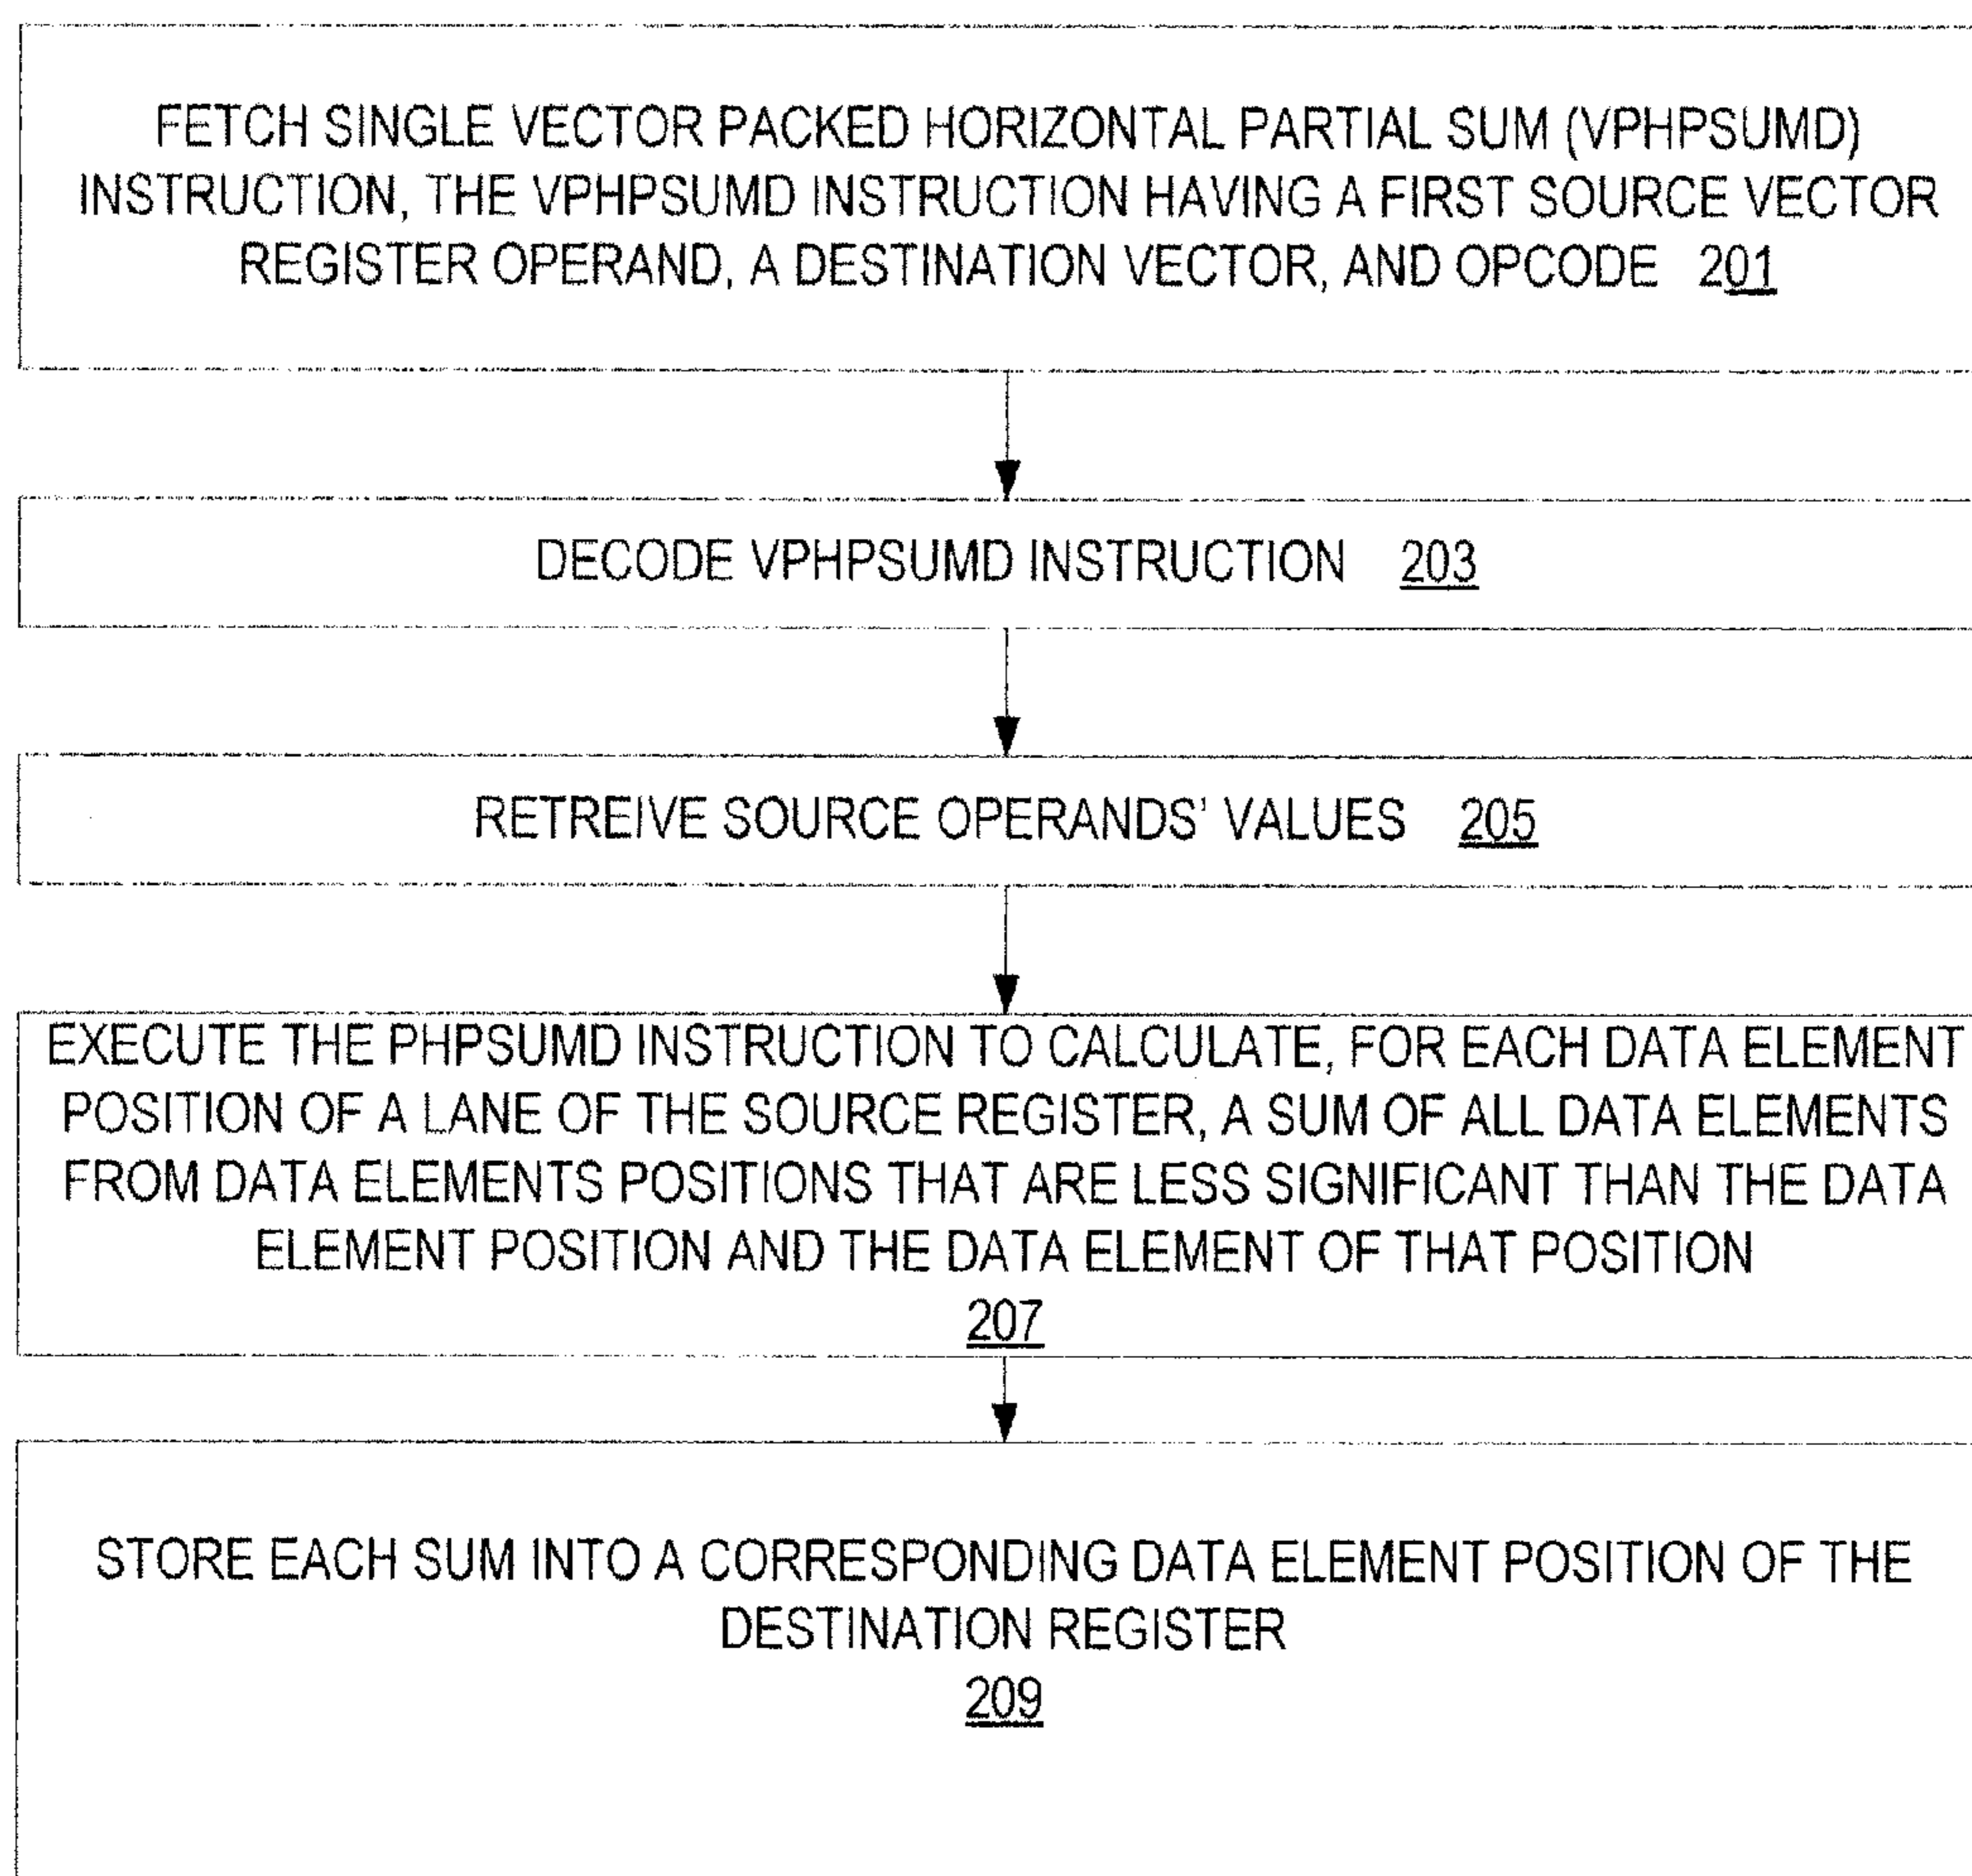 FETCH SINGLE VECTOR PACKED HORIZONTAL PARTIAL SUM (VPHPSUMD)
INSTRUCTION, THE VPHPSUMD INSTRUCTION HAVING A FIRST SOURCE VECTOR
REGISTER OPERAND, A DESTINATION VECTOR, AND OPCODE 201
DECODE VPHPSUMD INSTRUCTION 203
RETREIVE SOURCE OPERANDS' VALUES 205
EXECUTE THE PHPSUMD INSTRUCTION TO CALCULATE, FOR EACH DATA ELEMENT
POSITION OF A LANE OF THE SOURCE REGISTER, A SUM OF ALL DATA ELEMENTS
FROM DATA ELEMENTS POSITIONS THAT ARE LESS SIGNIFICANT THAN THE DATA
ELEMENT POSITION AND THE DATA ELEMENT OF THAT POSITION
207
STORE EACH SUM INTO A CORRESPONDING DATA ELEMENT POSITION OF THE
DESTINATION REGISTER
209